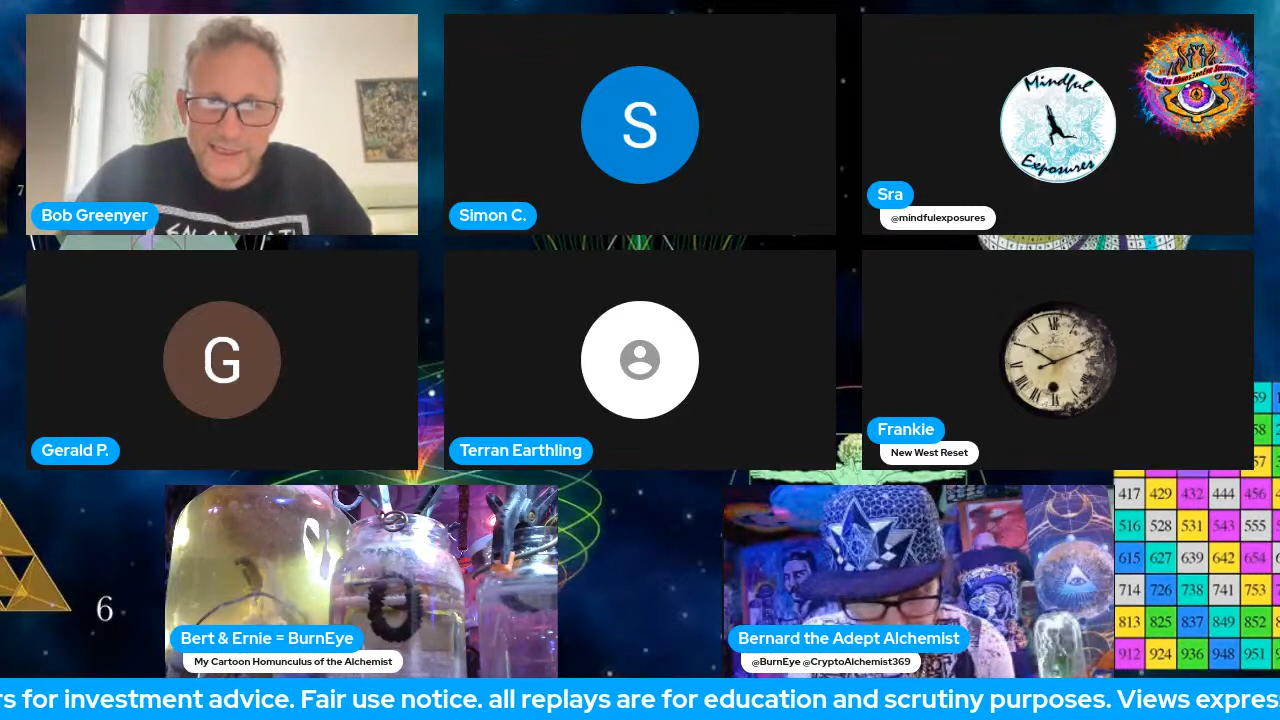 Bob Greenyer
S
Simon C.
Mindful
Exposures
Sra
@mindfulexposures
7
G
Gerald P.
Terran Earthling
Frankie
New West Reset
59
58
57
417 429 432 444 456
516 528 531 543 555
615 627 639 642 654
714 726 738 741 753
813 825 837 849 852
912 924 936 948 951
6
Bert & Ernie = BurnEye
My Cartoon Homunculus of the Alchemist
Bernard the Adept Alchemist
@BurnEye @CryptoAlchemist369
rs for investment advice. Fair use notice. all replays are for education and scrutiny purposes. Views expres